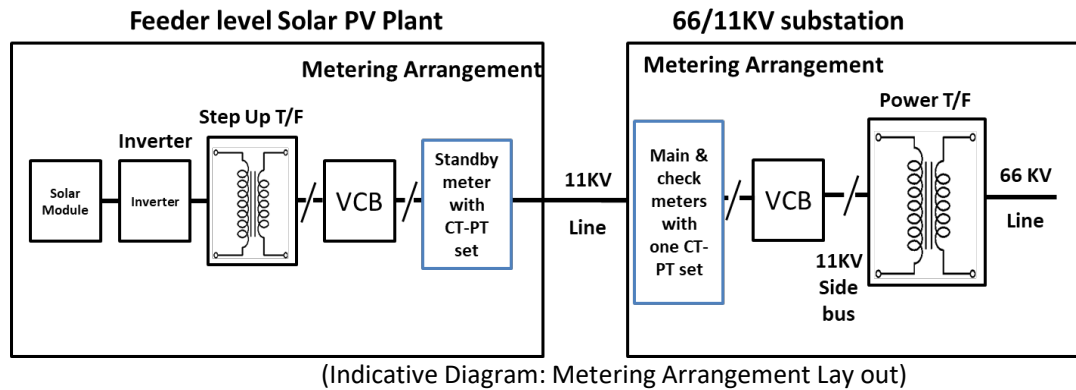 Feeder level Solar PV Plant
66/11KV substation
Metering Arrangement
Step Up T/F
Inverter
Solar
Module
Inverter
VCB
Standby
meter
with
CT-PT
set
11KV
Line
Metering Arrangement
Power T/F
Main &
check
meters
with
one CT-
PT set
VCB
11KV
Side
bus
66 KV
Line
(Indicative Diagram: Metering Arrangement Lay out)